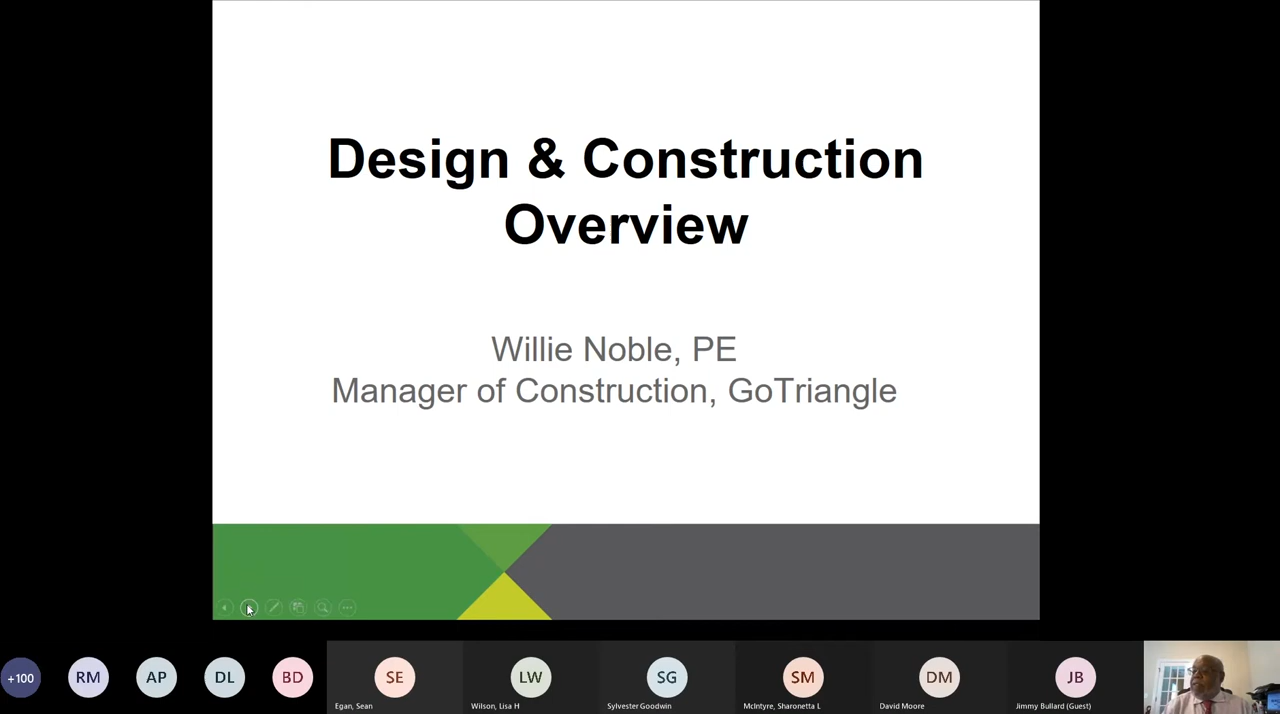 Design & Construction
Overview
Willie Noble, PE
Manager of Construction, GoTriangle
+100
RM
AP
DL
BD
SE
LW
SG
SM
DM
JB
Egan, Sean
Wilson, Lisa H
Sylvester Goodwin
McIntyre, Sharonetta L
David Moore
Jimmy Bullard (Guest)